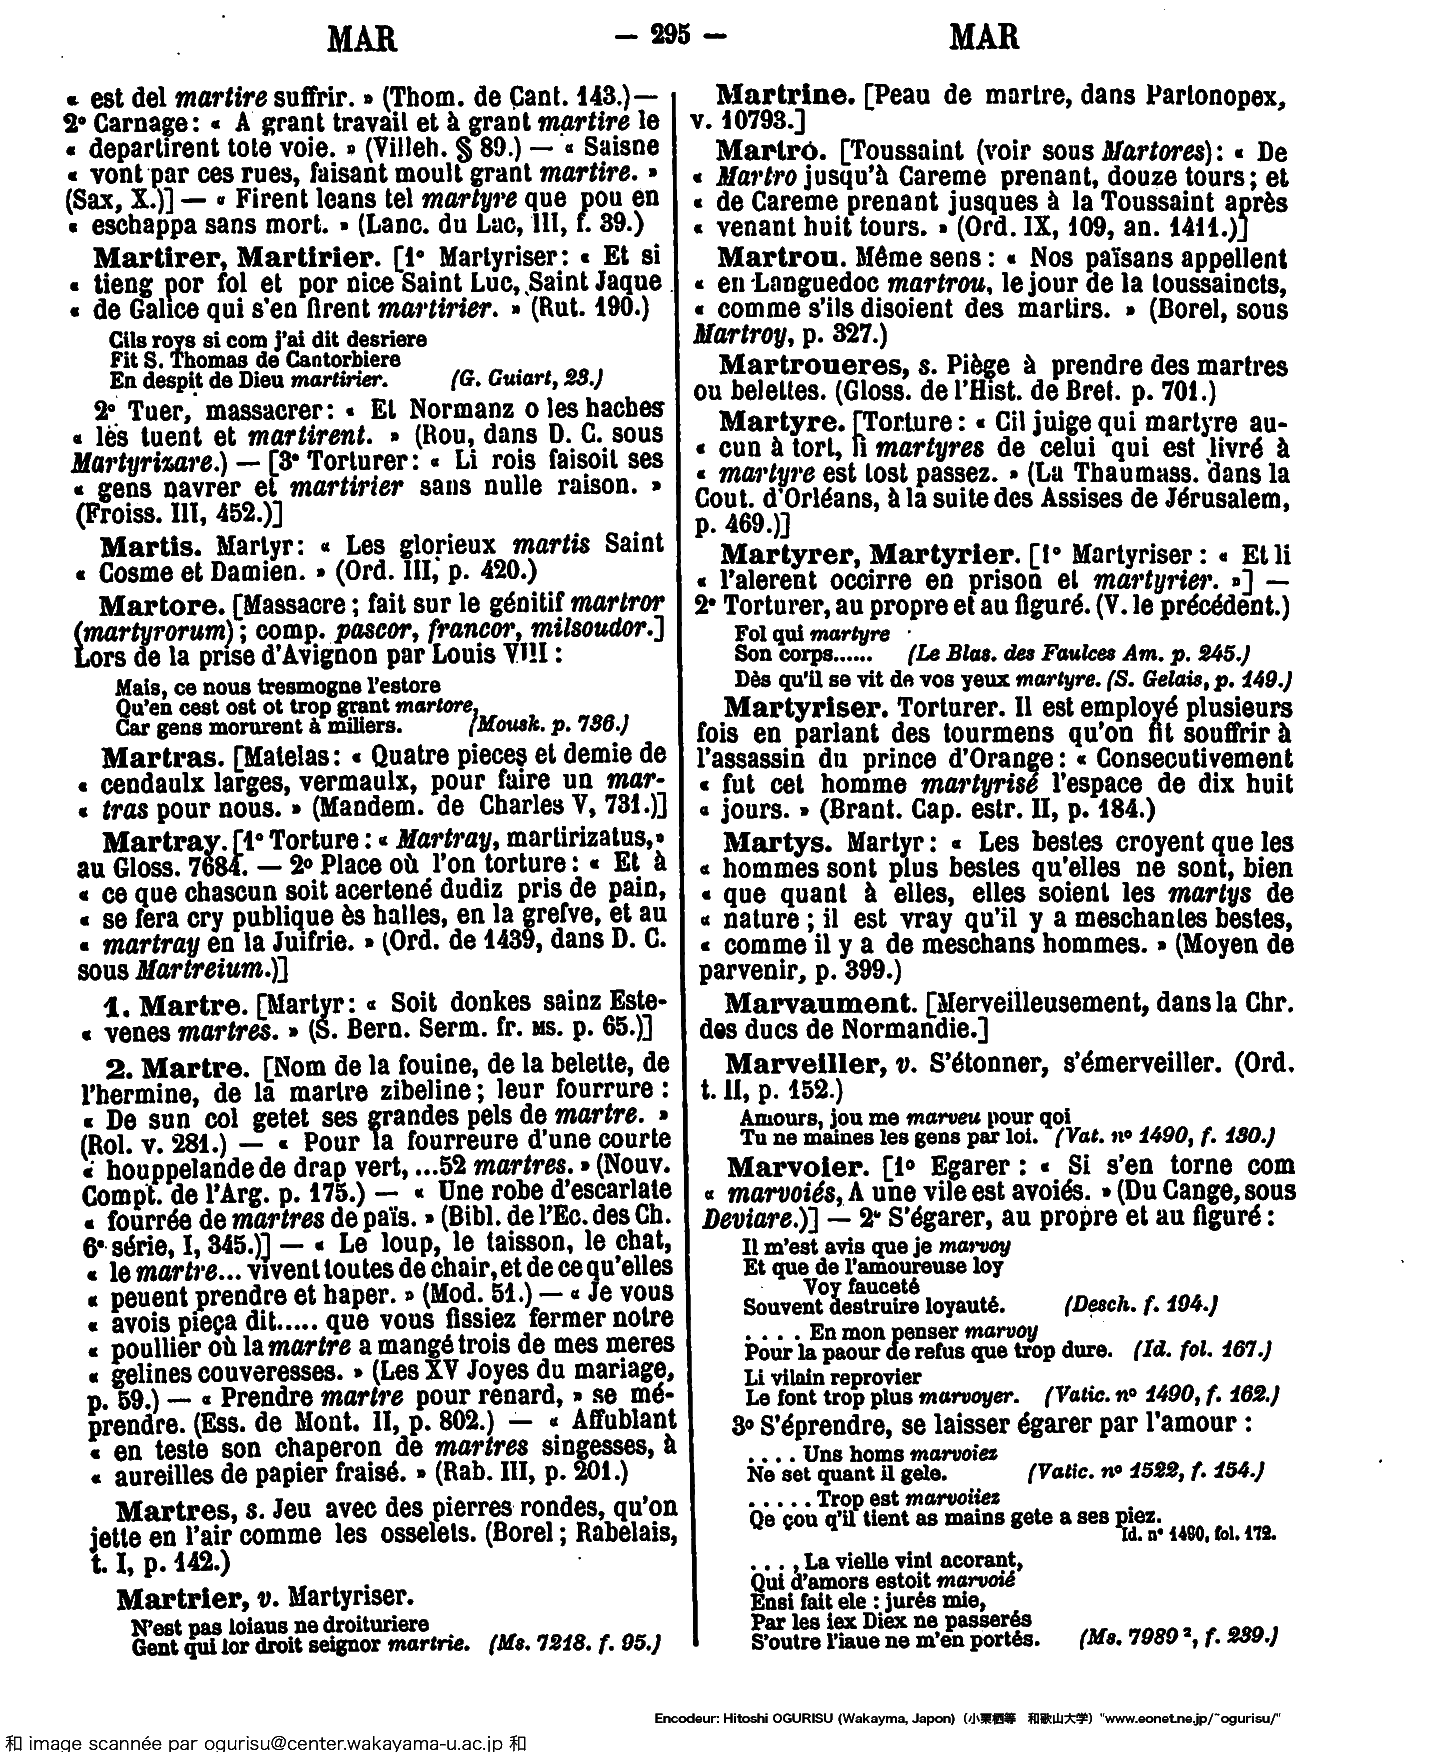 MAR — 295 — MAR
« est del martire suffrir. » (Thom. de Cant. 143.) —
2º Carnage : « A grant travail et à grant martire le
« departirent tote voie. » (Villeh. § 89.) — « Saisne
« vont par ces rues, faisant moult grant martire. »
(Sax, X.)] — « Firent leans tel martyre que pou en
« eschappa sans mort. » (Lanc. du Lac, III, f. 39.)
Martirer, Martirier. [1º Martyriser : « Et si
« tieng por fol et por nice Saint Luc, Saint Jaque
« de Galice qui s'en firent martirier. » (Rut. 190.)
Cils roys si com j'ai dit desriere
Fit S. Thomas de Cantorbiere
En despit de Dieu martirier. (G. Guiart, 23.)
2º Tuer, massacrer : « Et Normanz o les haches
« les tuent et martirent. » (Rou, dans D. C. sous
Martyrizare.) — [3º Torturer : « Li rois faisoit ses
« gens navrer et martirier sans nulle raison. »
(Froiss. III, 452.)]
Martis. Martyr : « Les glorieux martis Saint
« Cosme et Damien. » (Ord. III, p. 420.)
Martore. [Massacre ; fait sur le génitif martror
(martyrorum) ; comp. pascor, francor, milsoudor.]
Lors de la prise d'Avignon par Louis VIII :
Mais, ce nous tresmogne l'estore
Qu'en cest ost ot trop grant martore,
Car gens morurent à miliers. (Mousk. p. 736.)
Martras. [Matelas : « Quatre pieces et demie de
« cendaulx larges, vermaulx, pour faire un mar-
« tras pour nous. » (Mandem. de Charles V, 731.)]
Martray. [1º Torture : « Martray, martirizatus, »
au Gloss. 7684. — 2º Place où l'on torture : « Et à
« ce que chascun soit acertené dudiz pris de pain,
« se fera cry publique ès halles, en la grefve, et au
« martray en la Juifrie. » (Ord. de 1439, dans D. C.
sous Martreium.)]
1. Martre. [Martyr : « Soit donkes sainz Este-
« venes martres. » (S. Bern. Serm. fr. MS. p. 65.)]
2. Martre. [Nom de la fouine, de la belette, de
l'hermine, de la martre zibeline ; leur fourrure :
« De sun col getet ses grandes pels de martre. »
(Rol. v. 281.) — « Pour la fourreure d'une courte
« houppelande de drap vert, ...52 martres. » (Nouv.
Compt. de l'Arg. p. 175.) — « Une robe d'escarlate
« fourrée de martres de païs. » (Bibl. de l'Ec. des Ch.
6e série, I, 345.)] — « Le loup, le taisson, le chat,
« le martre... vivent toutes de chair, et de ce qu'elles
« peuent prendre et haper. » (Mod. 51.) — « Je vous
« avois pieça dit..... que vous fissiez fermer notre
« poullier où la martre a mangé trois de mes meres
« gelines couveresses. » (Les XV Joyes du mariage,
p. 59.) — « Prendre martre pour renard, » se mé-
prendre. (Ess. de Mont. II, p. 802.) — « Affublant
« en teste son chaperon de martres singesses, à
« aureilles de papier fraisé. » (Rab. III, p. 201.)
Martres, s. Jeu avec des pierres rondes, qu'on
jette en l'air comme les osselets. (Borel ; Rabelais,
t. I, p. 142.)
Martrier, v. Martyriser.
N'est pas loiaus ne droituriere
Gent qui lor droit seignor martrie. (Ms. 7218. f. 95.)
Martrine. [Peau de martre, dans Partonopex,
v. 10793.]
Martro. [Toussaint (voir sous Martores) : « De
« Martro jusqu'à Careme prenant, douze tours ; et
« de Careme prenant jusques à la Toussaint après
« venant huit tours. » (Ord. IX, 109, an. 1411.)]
Martrou. Même sens : « Nos païsans appellent
« en Languedoc martrou, le jour de la toussaincts,
« comme s'ils disoient des martirs. » (Borel, sous
Martroy, p. 327.)
Martroueres, s. Piège à prendre des martres
ou belettes. (Gloss. de l'Hist. de Bret. p. 701.)
Martyre. [Torture : « Cil juige qui martyre au-
« cun à tort, li martyres de celui qui est livré à
« martyre est tost passez. » (La Thaumass. dans la
Cout. d'Orléans, à la suite des Assises de Jérusalem,
p. 469.)]
Martyrer, Martyrier. [1º Martyriser : « Et li
« l'alerent occirre en prison et martyrier. »] —
2º Torturer, au propre et au figuré. (V. le précédent.)
Fol qui martyre
Son corps...... (Le Blas. des Faulces Am. p. 245.)
Dès qu'il se vit de vos yeux martyre. (S. Gelais, p. 149.)
Martyriser. Torturer. Il est employé plusieurs
fois en parlant des tourmens qu'on fit souffrir à
l'assassin du prince d'Orange : « Consecutivement
« fut cet homme martyrisé l'espace de dix huit
« jours. » (Brant. Cap. estr. II, p. 184.)
Martys. Martyr : « Les bestes croyent que les
« hommes sont plus bestes qu'elles ne sont, bien
« que quant à elles, elles soient les martys de
« nature ; il est vray qu'il y a meschantes bestes,
« comme il y a de meschans hommes. » (Moyen de
parvenir, p. 399.)
Marvaument. [Merveilleusement, dans la Chr.
des ducs de Normandie.]
Marveiller, v. S'étonner, s'émerveiller. (Ord.
t. II, p. 152.)
Amours, jou me marveu pour qoi
Tu ne maines les gens par loi. (Vat. nº 1490, f. 130.)
Marvoier. [1º Egarer : « Si s'en torne com
« marvoiés, A une vile est avoiés. » (Du Cange, sous
Deviare.)] — 2º S'égarer, au propre et au figuré :
Il m'est avis que je marvoy
Et que de l'amoureuse loy
Voy fauceté
Souvent destruire loyauté. (Desch. f. 194.)
. . . . En mon penser marvoy
Pour la paour de refus que trop dure. (Id. fol. 167.)
Li vilain reprovier
Le font trop plus marvoyer. (Vatic. nº 1490, f. 162.)
3º S'éprendre, se laisser égarer par l'amour :
. . . . Uns homs marvoiez
Ne set quant il gele. (Vatic. nº 1522, f. 154.)
. . . . . Trop est marvoiiez
Qe çou q'il tient as mains gete a ses piez.
Id. nº 1490, fol. 172.
. . . , La vielle vint acorant,
Qui d'amors estoit marvoié
Ensi fait ele : jurés mie,
Par les iex Diex ne passerés
S'outre l'iaue ne m'en portés. (Ms. 7989 ², f. 239.)
Encodeur: Hitoshi OGURISU (Wakayma, Japon) (小栗栖等 和歌山大学) "www.eonet.ne.jp/~ogurisu/"
和 image scannée par ogurisu@center.wakayama-u.ac.jp 和